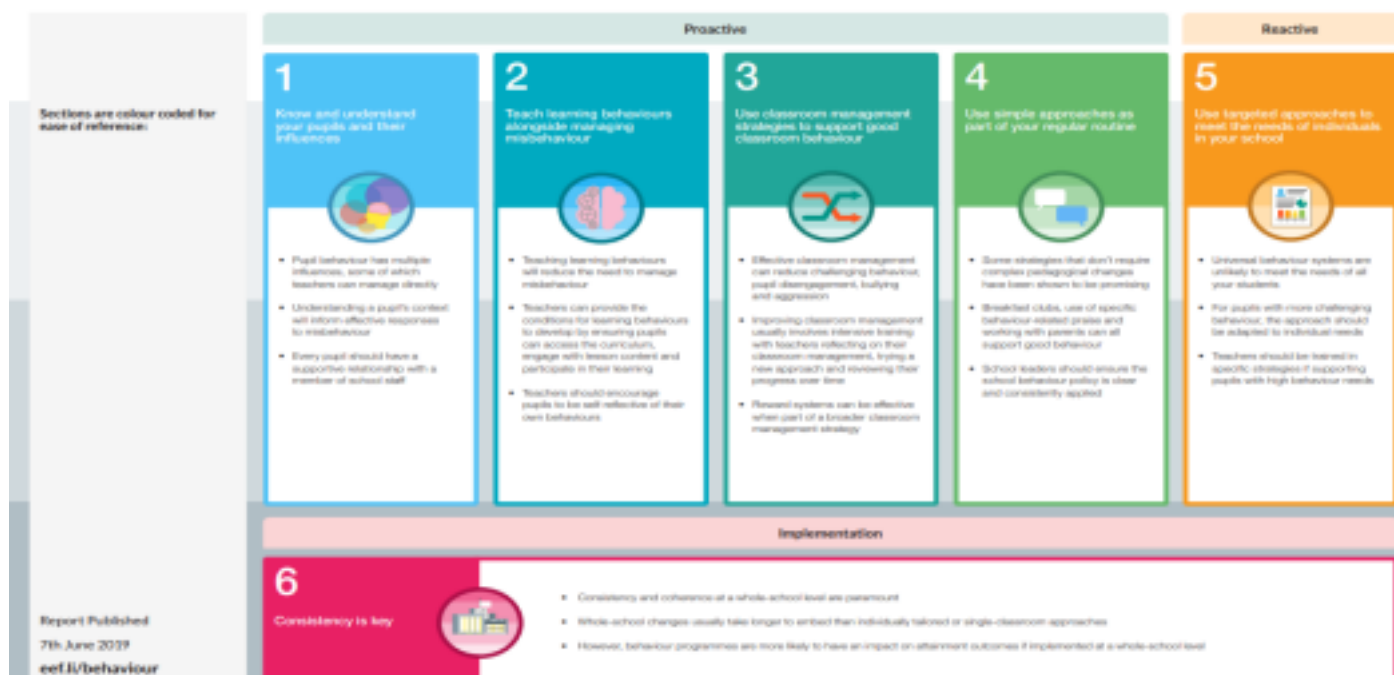 Proactive
Reactive
Sections are colour coded for
ease of reference:
1
Know and understand
your pupils and their
influences
2
Teach learning behaviours
alongside managing
misbehaviour
3
Use classroom management
strategies to support good
classroom behaviour
4
Use simple approaches as
part of your regular routine
5
Use targeted approaches to
meet the needs of individuals
in your school
• Pupil behaviour has multiple
influences, some of which
teachers can manage directly
• Understanding a pupil's context
will inform effective responses
to misbehaviour
• Every pupil should have a
supportive relationship with a
member of school staff
• Teaching learning behaviours
will reduce the need to manage
misbehaviour
• Teachers can provide the
conditions for learning behaviours
to develop by ensuring pupils
can access the curriculum,
engage with lesson content and
participate in their learning
• Teachers should encourage
pupils to be self-reflective of their
own behaviours
• Effective classroom management
can reduce challenging behaviour,
pupil disengagement, bullying
and aggression
• Improving classroom management
usually involves intensive training
with teachers reflecting on their
classroom management, trying a
new approach and reviewing their
progress over time
• Reward systems can be effective
when part of a broader classroom
management strategy
• Some strategies that don't require
complex pedagogical changes
have been shown to be promising
• Breakfast clubs, use of specific
behaviour-related praise and
working with parents can all
support good behaviour
• School leaders should ensure the
school behaviour policy is clear
and consistently applied
• Universal behaviour systems are
unlikely to meet the needs of all
your students
• For pupils with more challenging
behaviour, the approach should
be adapted to individual needs
• Teachers should be trained in
specific strategies if supporting
pupils with high behaviour needs
Implementation
6
Consistency is key
• Consistency and coherence at a whole-school level are paramount
• Whole-school changes usually take longer to embed than individually tailored or single-classroom approaches
• However, behaviour programmes are more likely to have an impact on attainment outcomes if implemented at a whole-school level
Report Published
7th June 2019
eef.li/behaviour